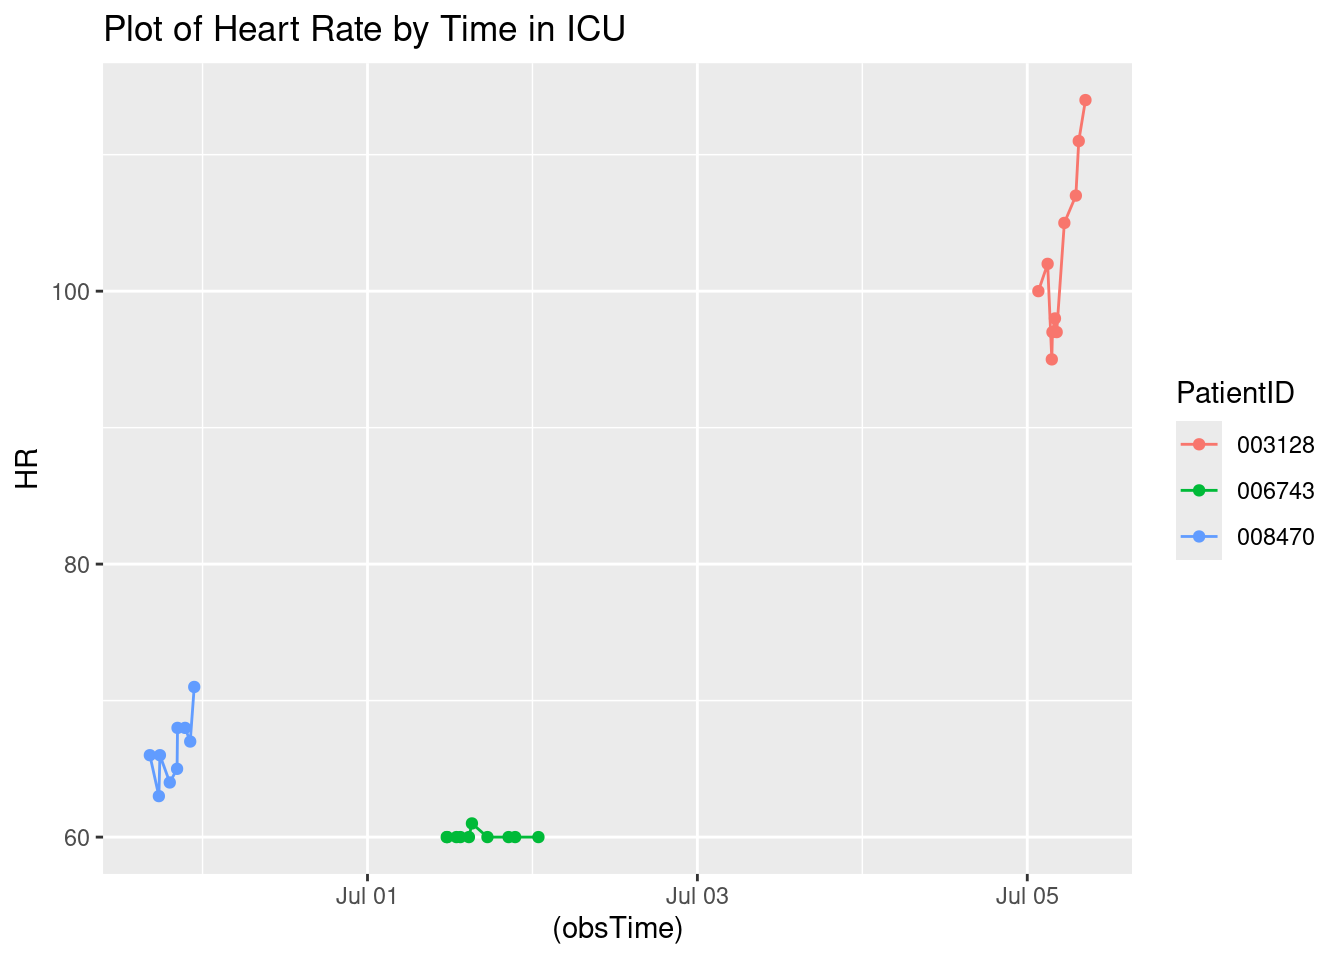 Plot of Heart Rate by Time in ICU
100
80
60
HR
Jul 01
Jul 03
Jul 05
(obsTime)
PatientID
003128
006743
008470